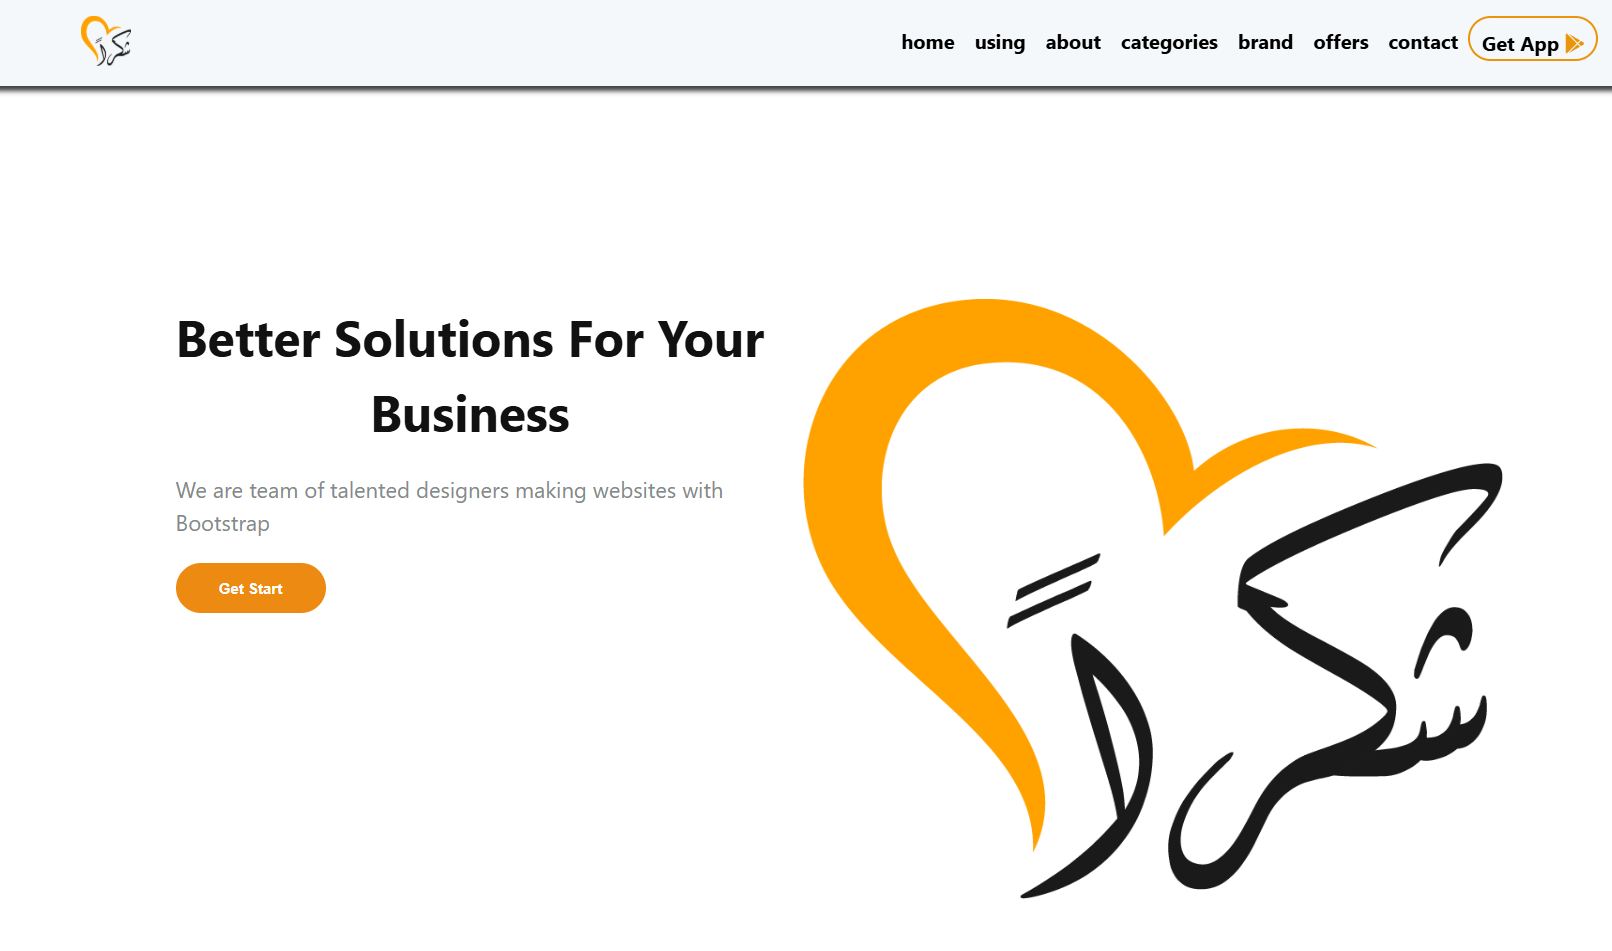 شكراً
home using about categories brand offers contact Get App
Better Solutions For Your
Business
We are team of talented designers making websites with
Bootstrap
Get Start
شكراً